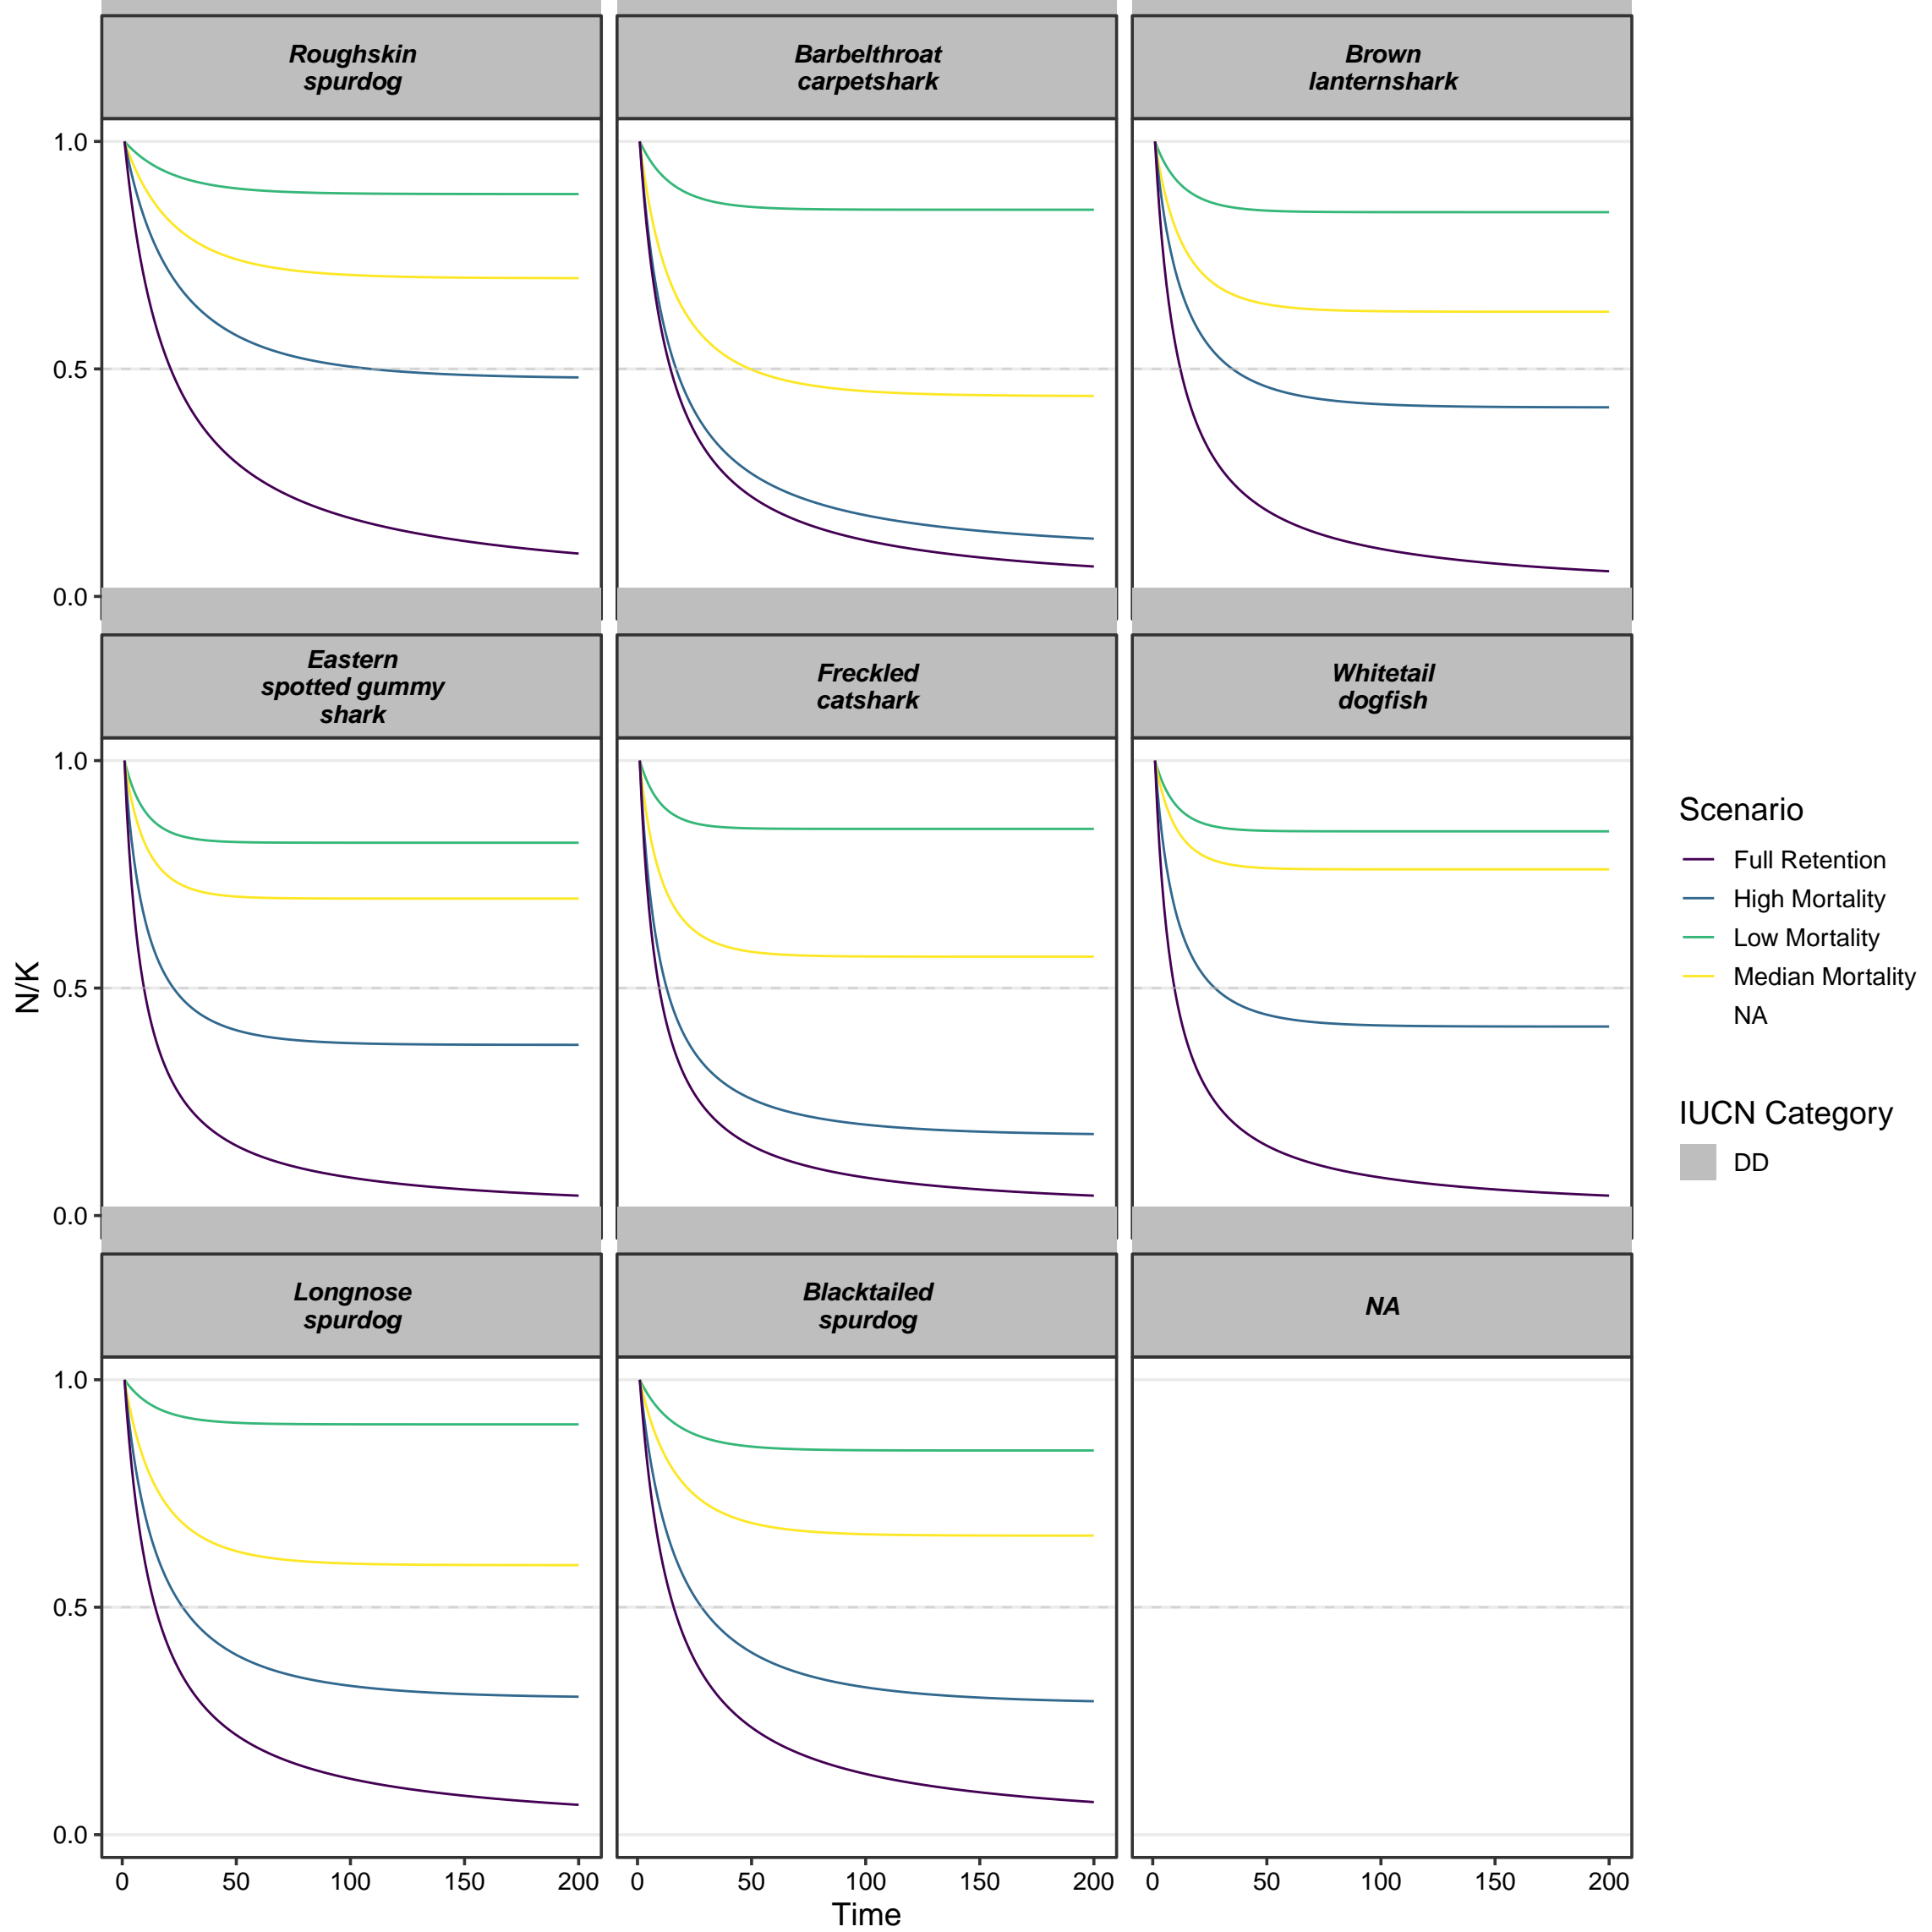 Roughskin
spurdog
Barbelthroat
carpetshark
Brown
lanternshark
1.0
0.5
0.0
Eastern
spotted gummy
shark
Freckled
catshark
Whitetail
dogfish
1.0
0.5
0.0
Longnose
spurdog
Blacktailed
spurdog
NA
1.0
0.5
0.0
0 50 100 150 200
0 50 100 150 200
0 50 100 150 200
Time
N/K
Scenario
Full Retention
High Mortality
Low Mortality
Median Mortality
NA
IUCN Category
DD